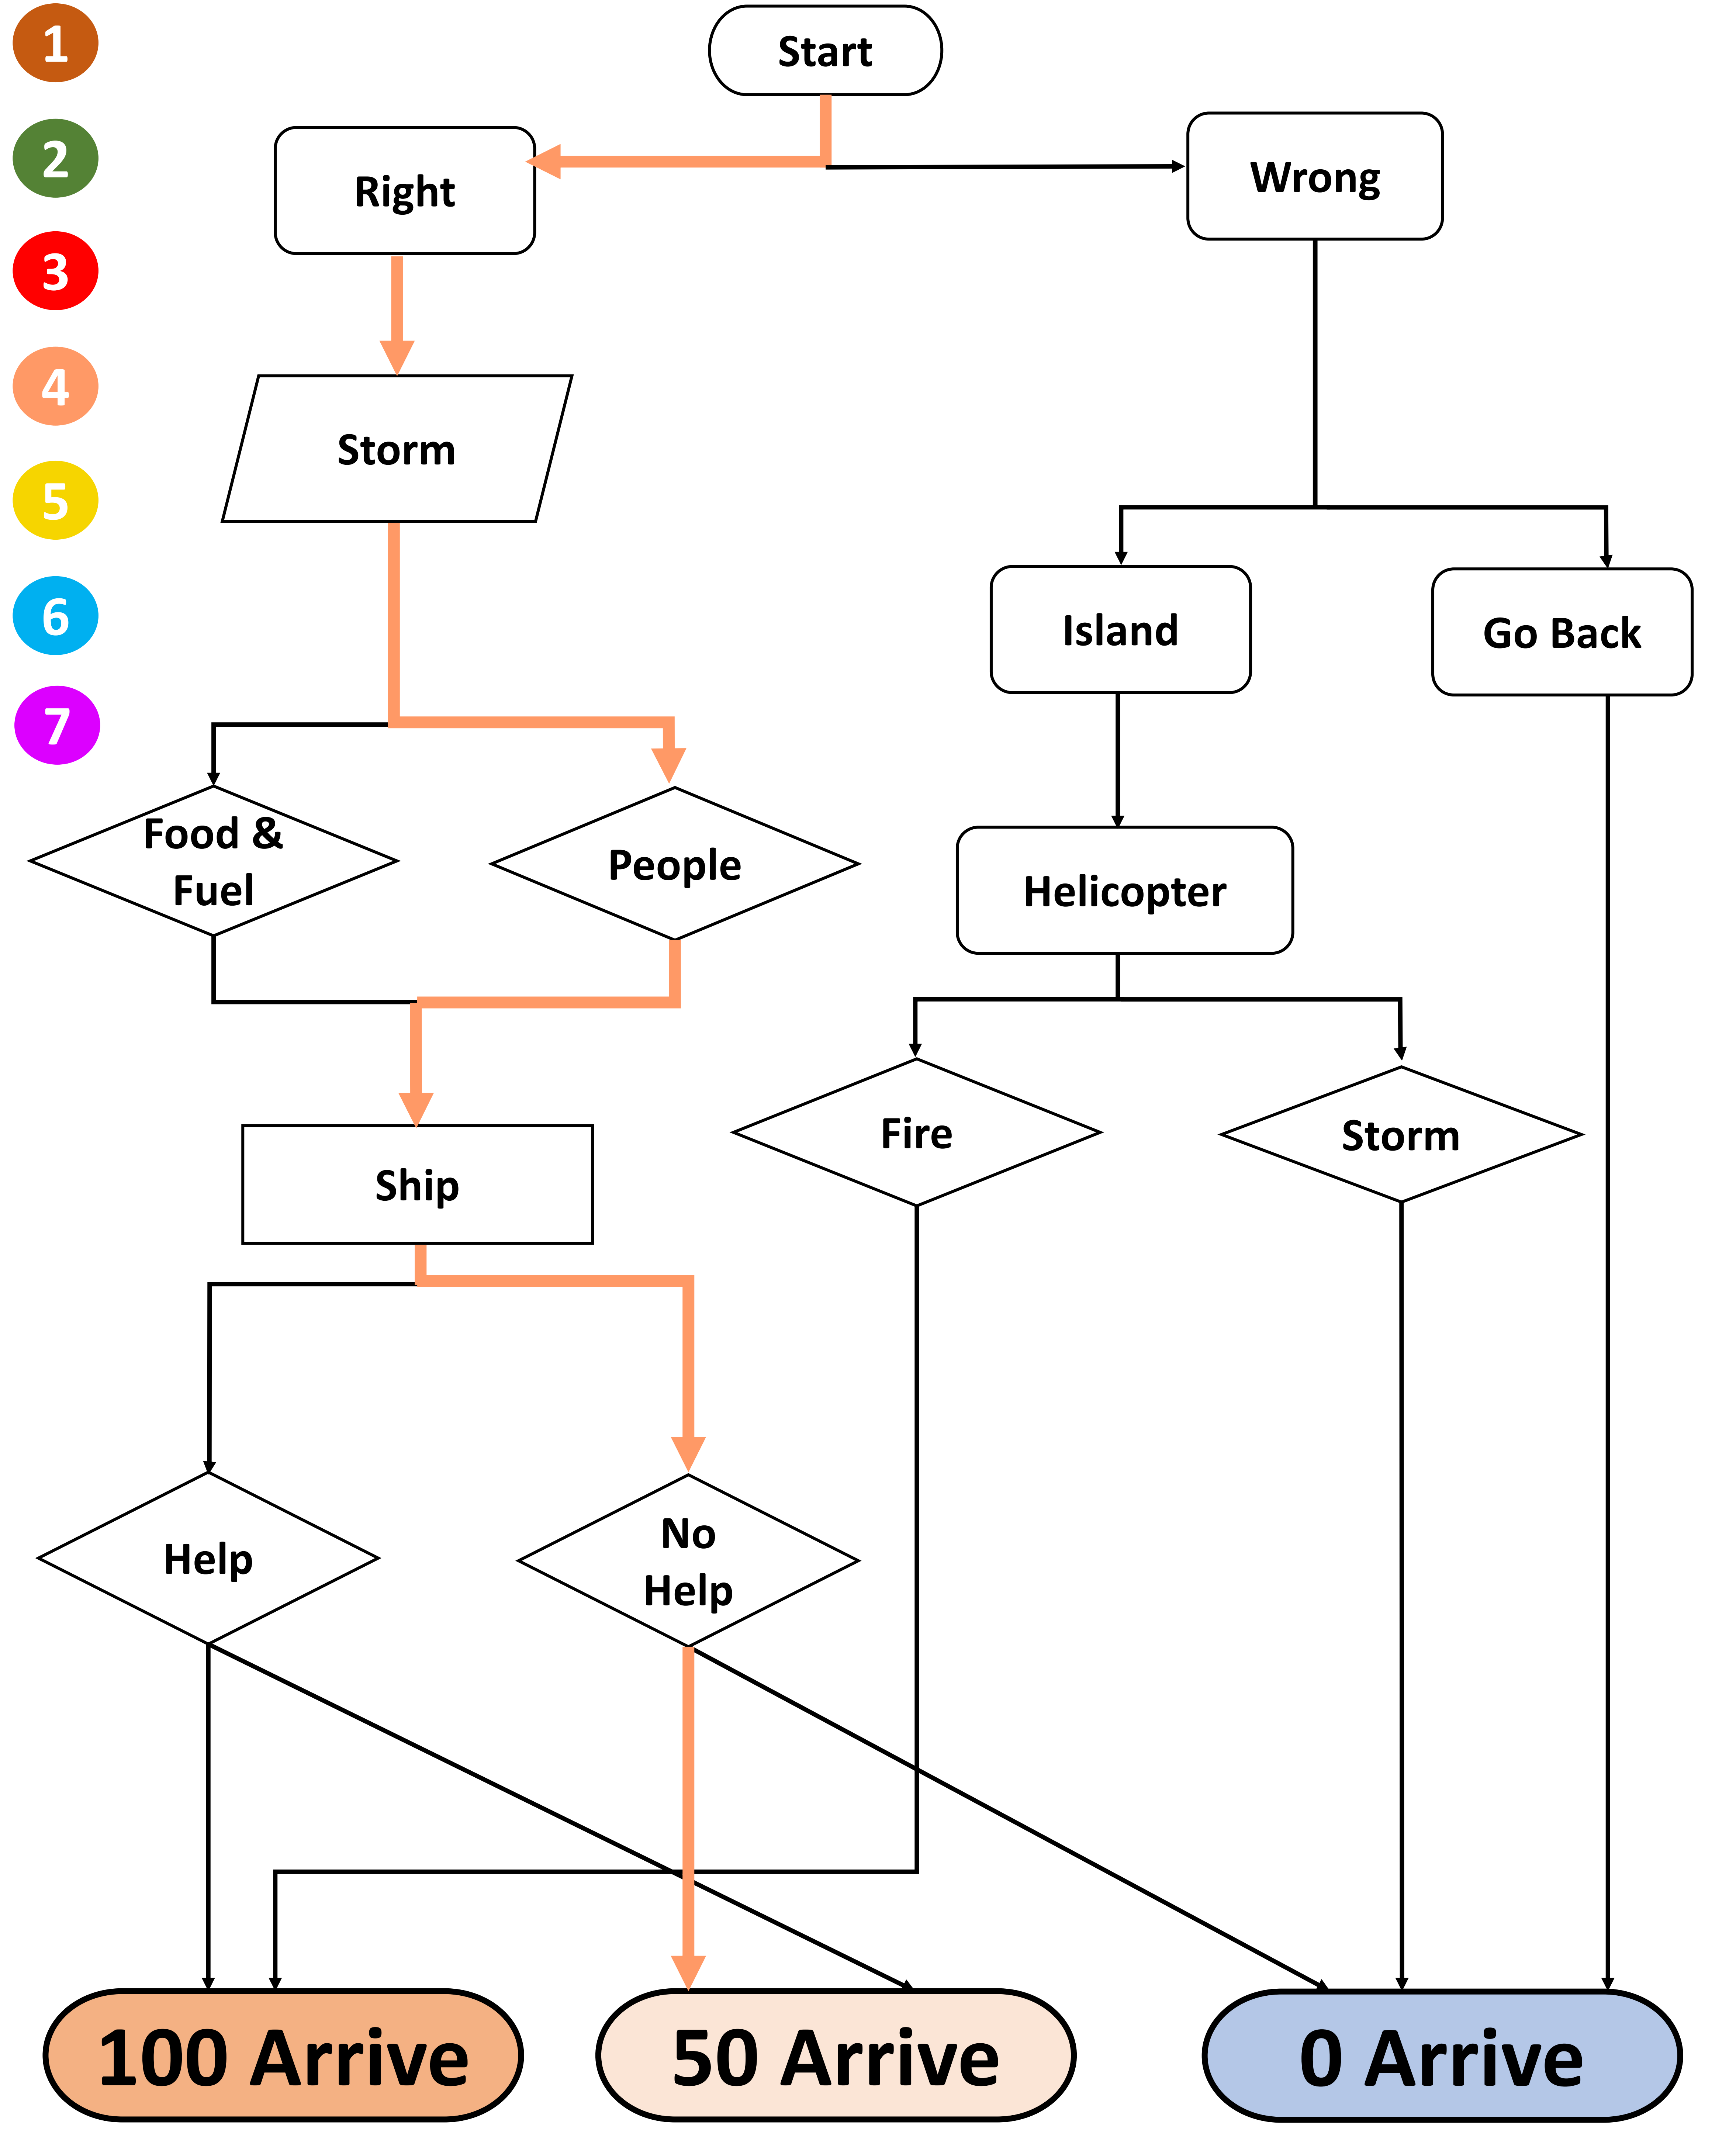 1
Start
2
Right
Wrong
3
4
Storm
5
6
Island
Go Back
7
Food &
Fuel
People
Helicopter
Fire
Storm
Ship
Help
No
Help
100 Arrive
50 Arrive
0 Arrive